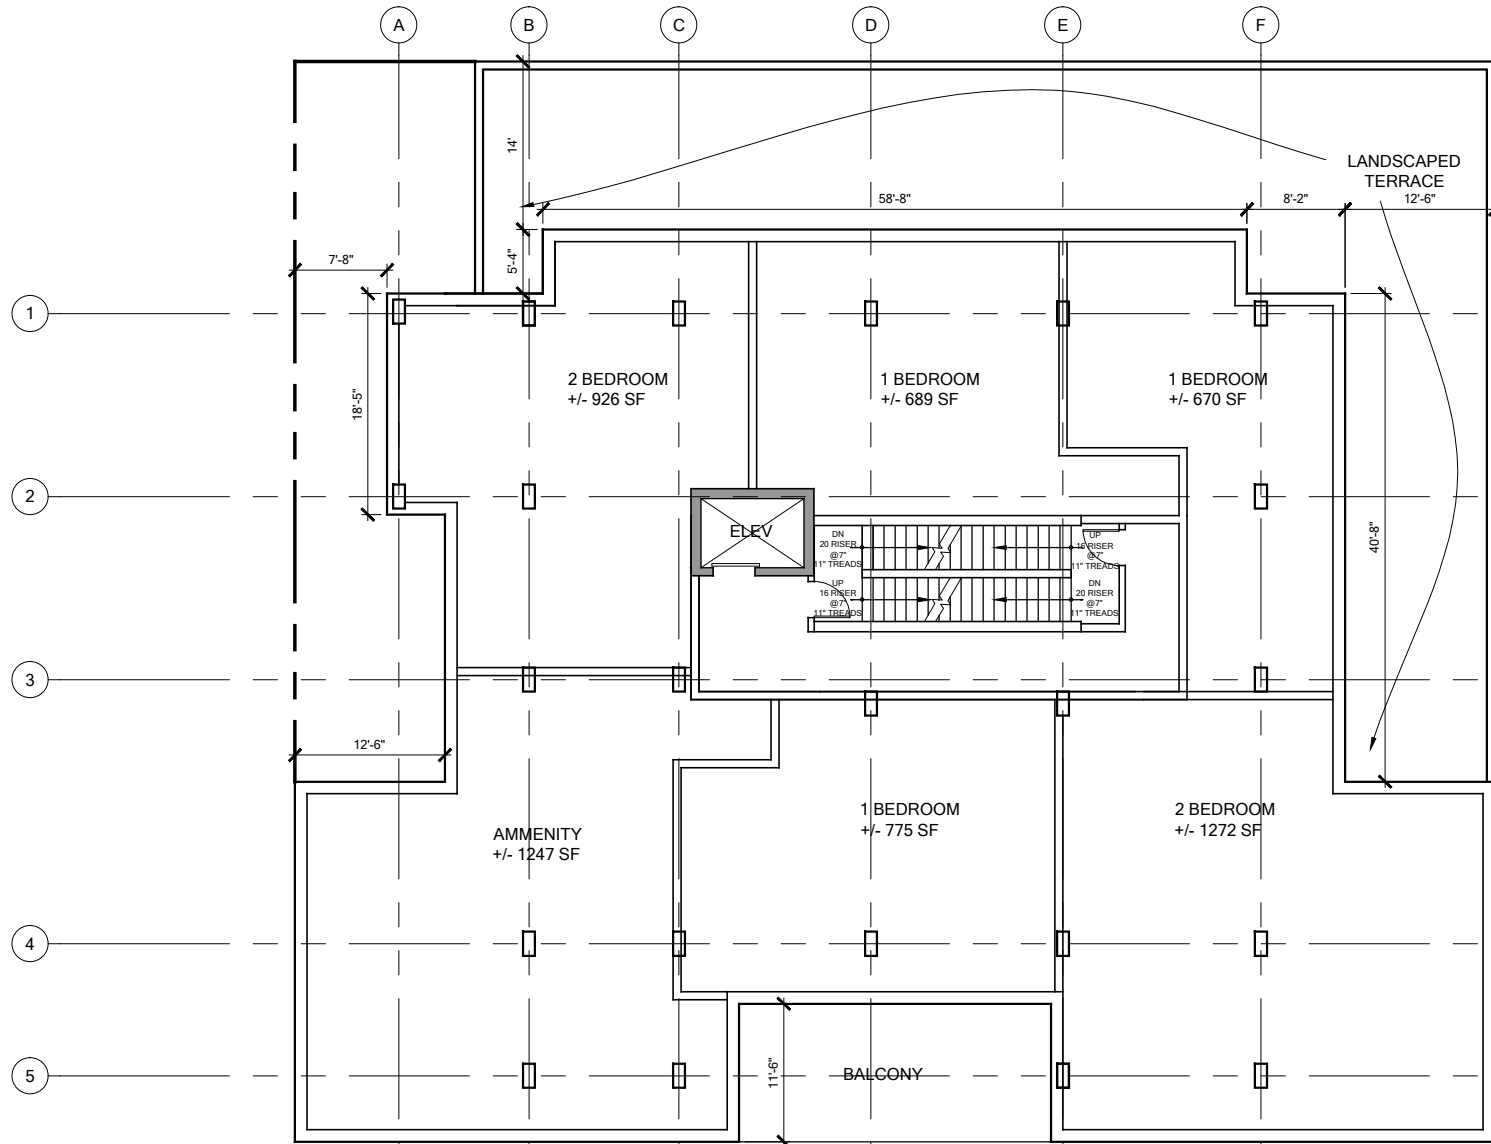 A
B
C
D
E
F
14'
LANDSCAPED
TERRACE
58'-8"
8'-2"
12'-6"
5'-4"
7'-8"
1
2 BEDROOM
+/- 926 SF
1 BEDROOM
+/- 689 SF
1 BEDROOM
+/- 670 SF
18'-5"
2
ELEV
DN
20 RISER
@7"
11" TREADS
UP
16 RISER
@7"
11" TREADS
UP
16 RISER
@7"
11" TREADS
DN
20 RISER
@7"
11" TREADS
40'-8"
3
12'-6"
AMMENITY
+/- 1247 SF
1 BEDROOM
+/- 775 SF
2 BEDROOM
+/- 1272 SF
4
5
11'-6"
BALCONY